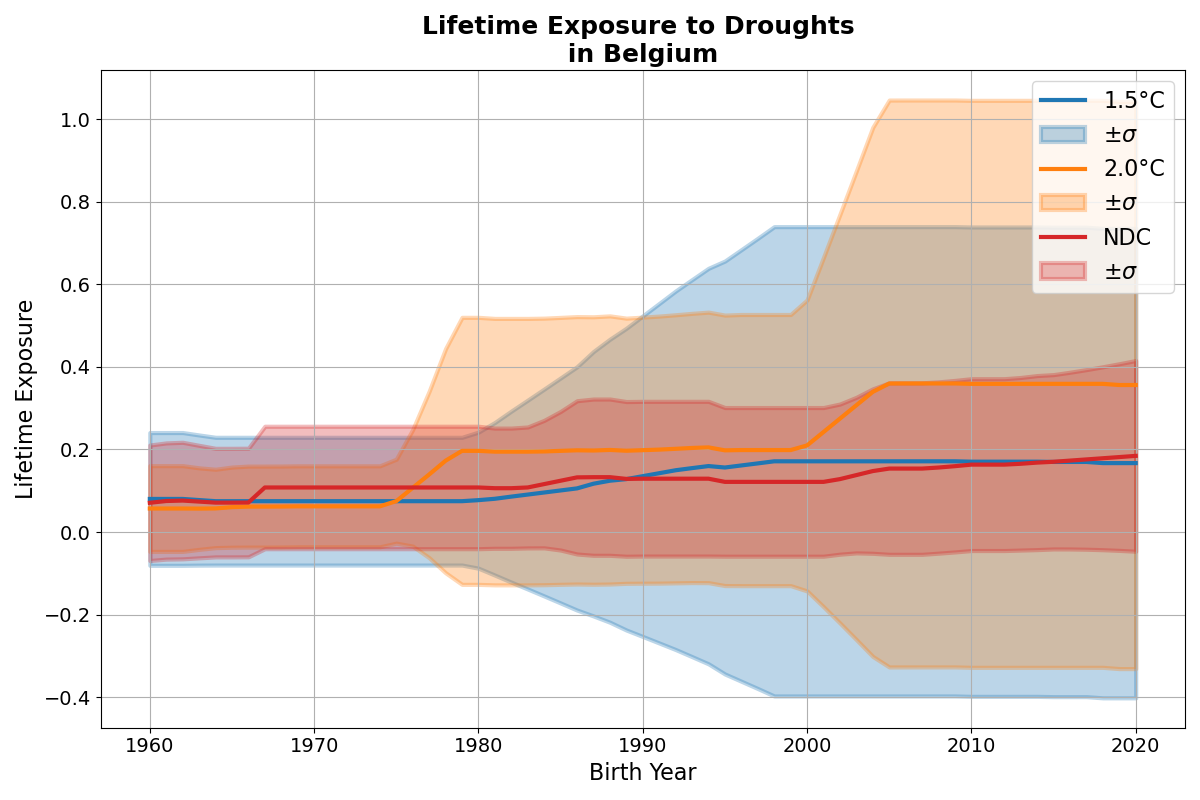 Lifetime Exposure to Droughts
in Belgium
1.5°C
±σ
2.0°C
±σ
NDC
±σ
Lifetime Exposure
1.0
0.8
0.6
0.4
0.2
0.0
−0.2
−0.4
1960 1970 1980 1990 2000 2010 2020
Birth Year